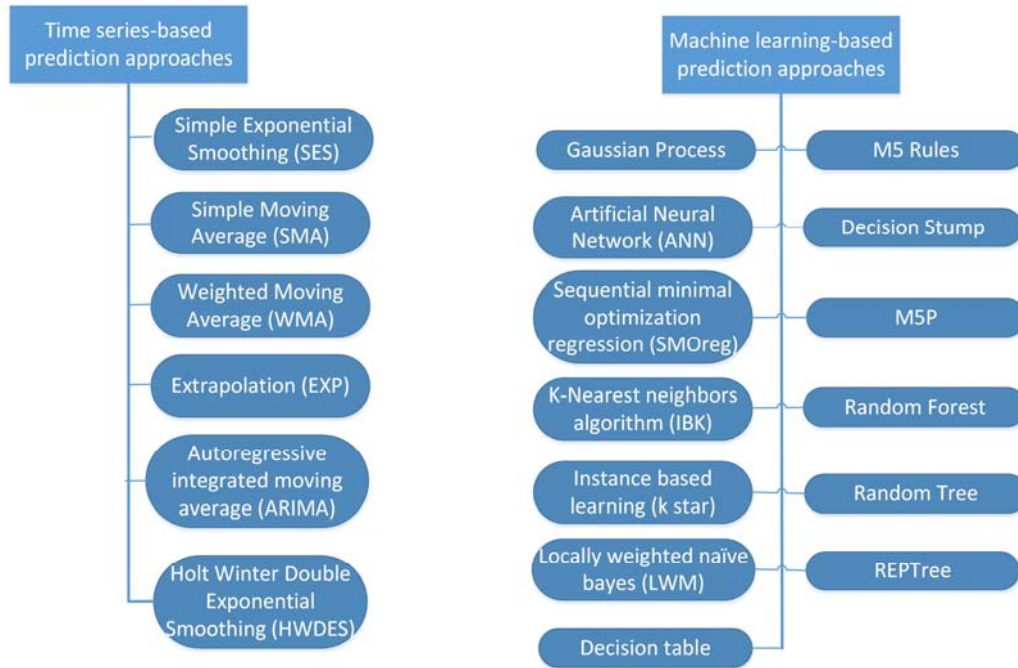 Time series-based
prediction approaches
Simple Exponential
Smoothing (SES)
Simple Moving
Average (SMA)
Weighted Moving
Average (WMA)
Extrapolation (EXP)
Autoregressive
integrated moving
average (ARIMA)
Holt Winter Double
Exponential
Smoothing (HWDES)
Machine learning-based
prediction approaches
Gaussian Process
Artificial Neural
Network (ANN)
Sequential minimal
optimization
regression (SMOreg)
K-Nearest neighbors
algorithm (IBK)
Instance based
learning (k star)
Locally weighted naïve
bayes (LWM)
Decision table
M5 Rules
Decision Stump
M5P
Random Forest
Random Tree
REPTree